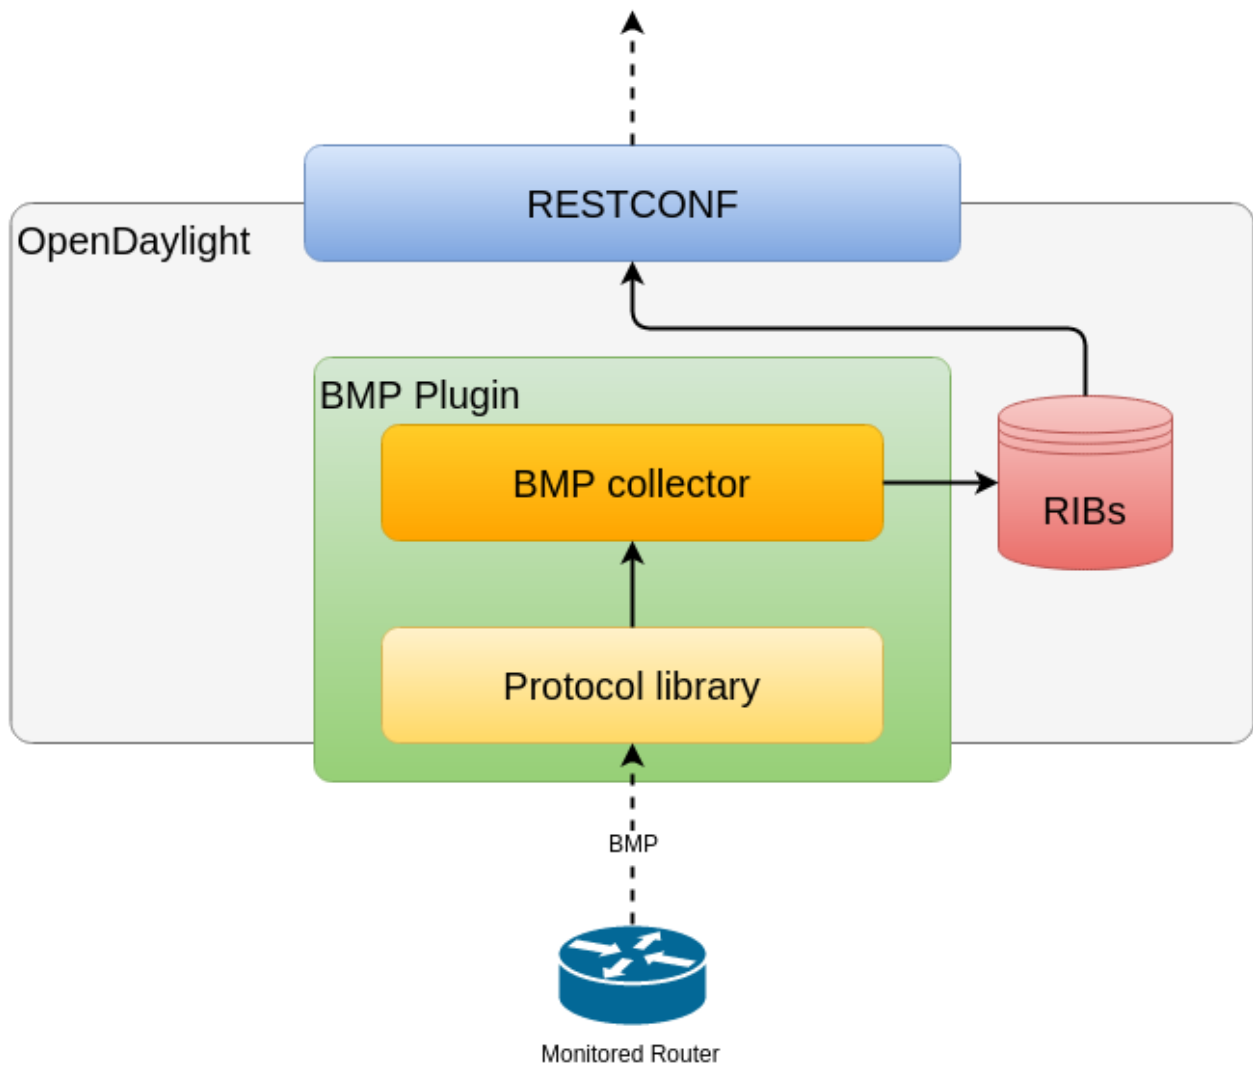 RESTCONF
OpenDaylight
BMP Plugin
BMP collector
RIBs
Protocol library
BMP
Monitored Router